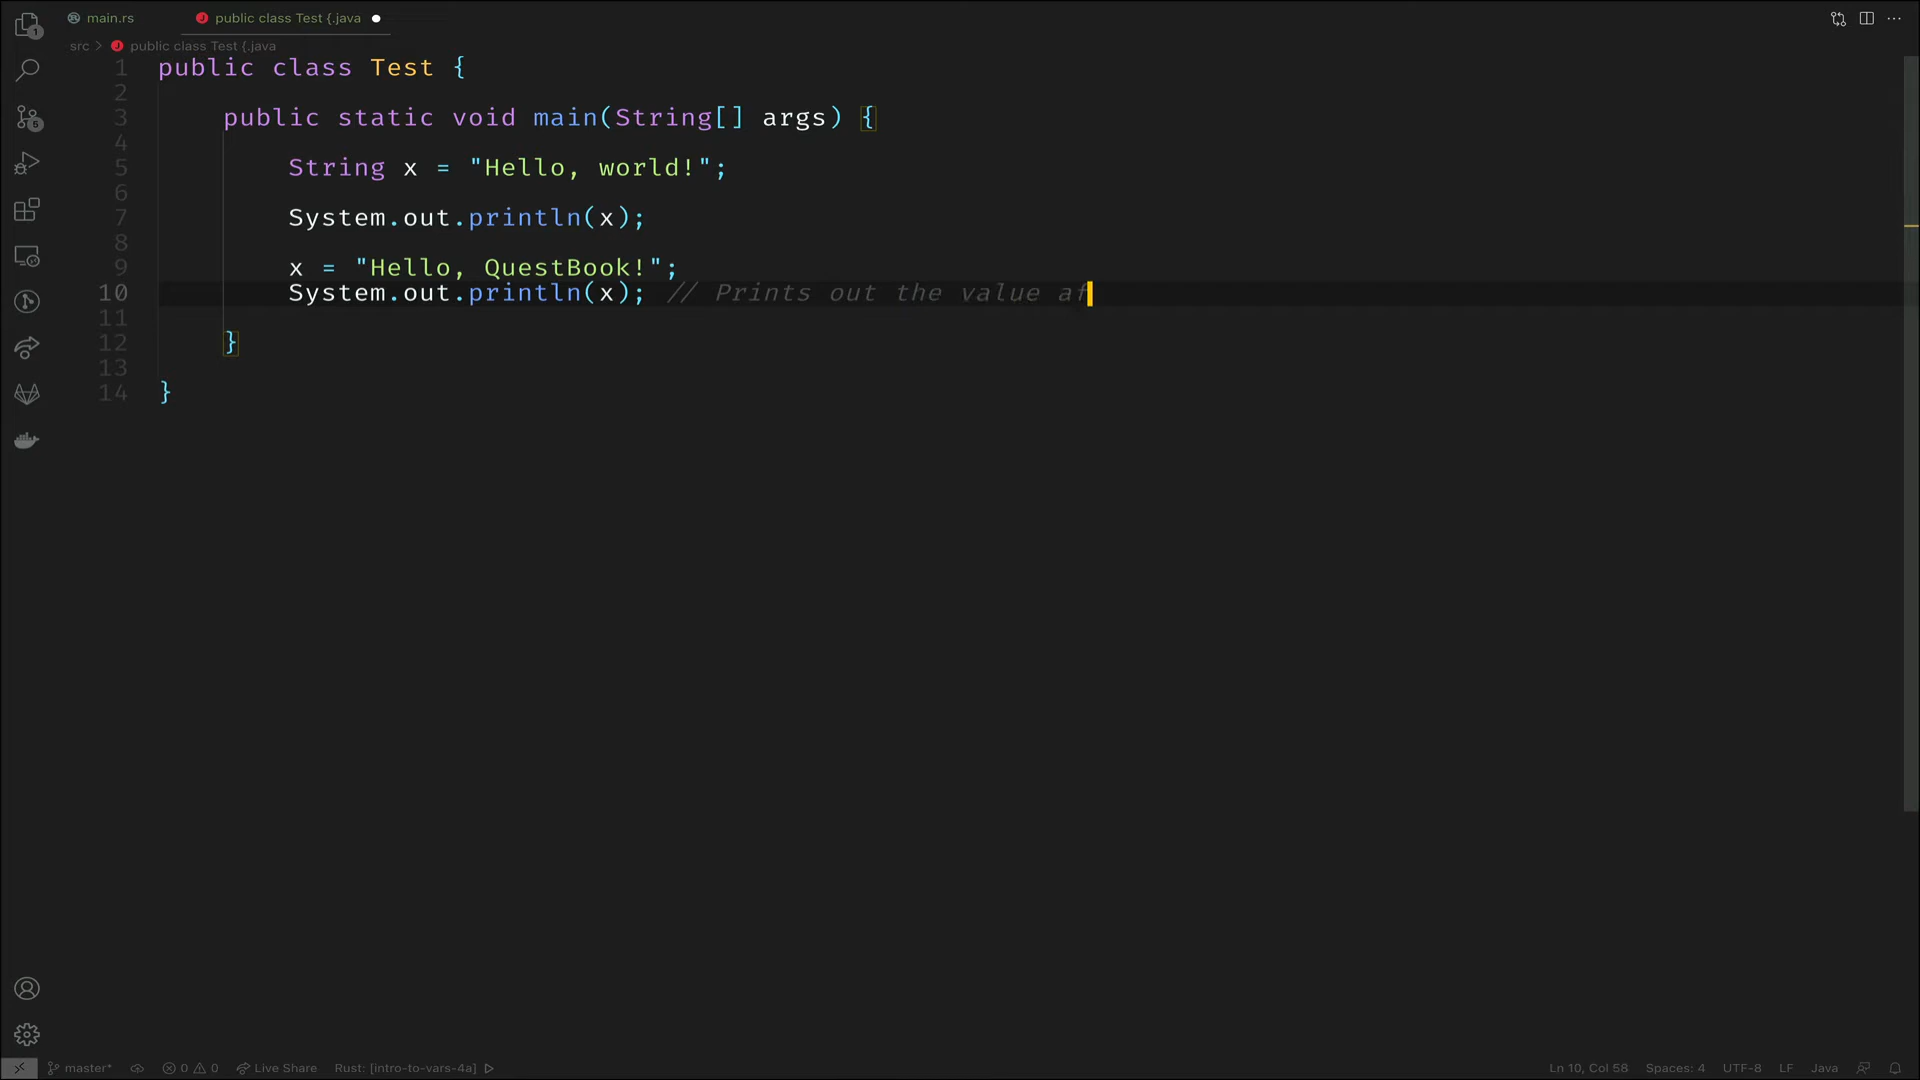 main.rs
public class Test {.java
src > public class Test {.java
1 public class Test {
2
3 public static void main(String[] args) {
4
5 String x = "Hello, world!";
6
7 System.out.println(x);
8
9 x = "Hello, QuestBook!";
10 System.out.println(x); // Prints out the value af
11
12 }
13
14 }
1
6
master* 0 0 Live Share Rust: [intro-to-vars-4a] Ln 10, Col 58 Spaces: 4 UTF-8 LF Java